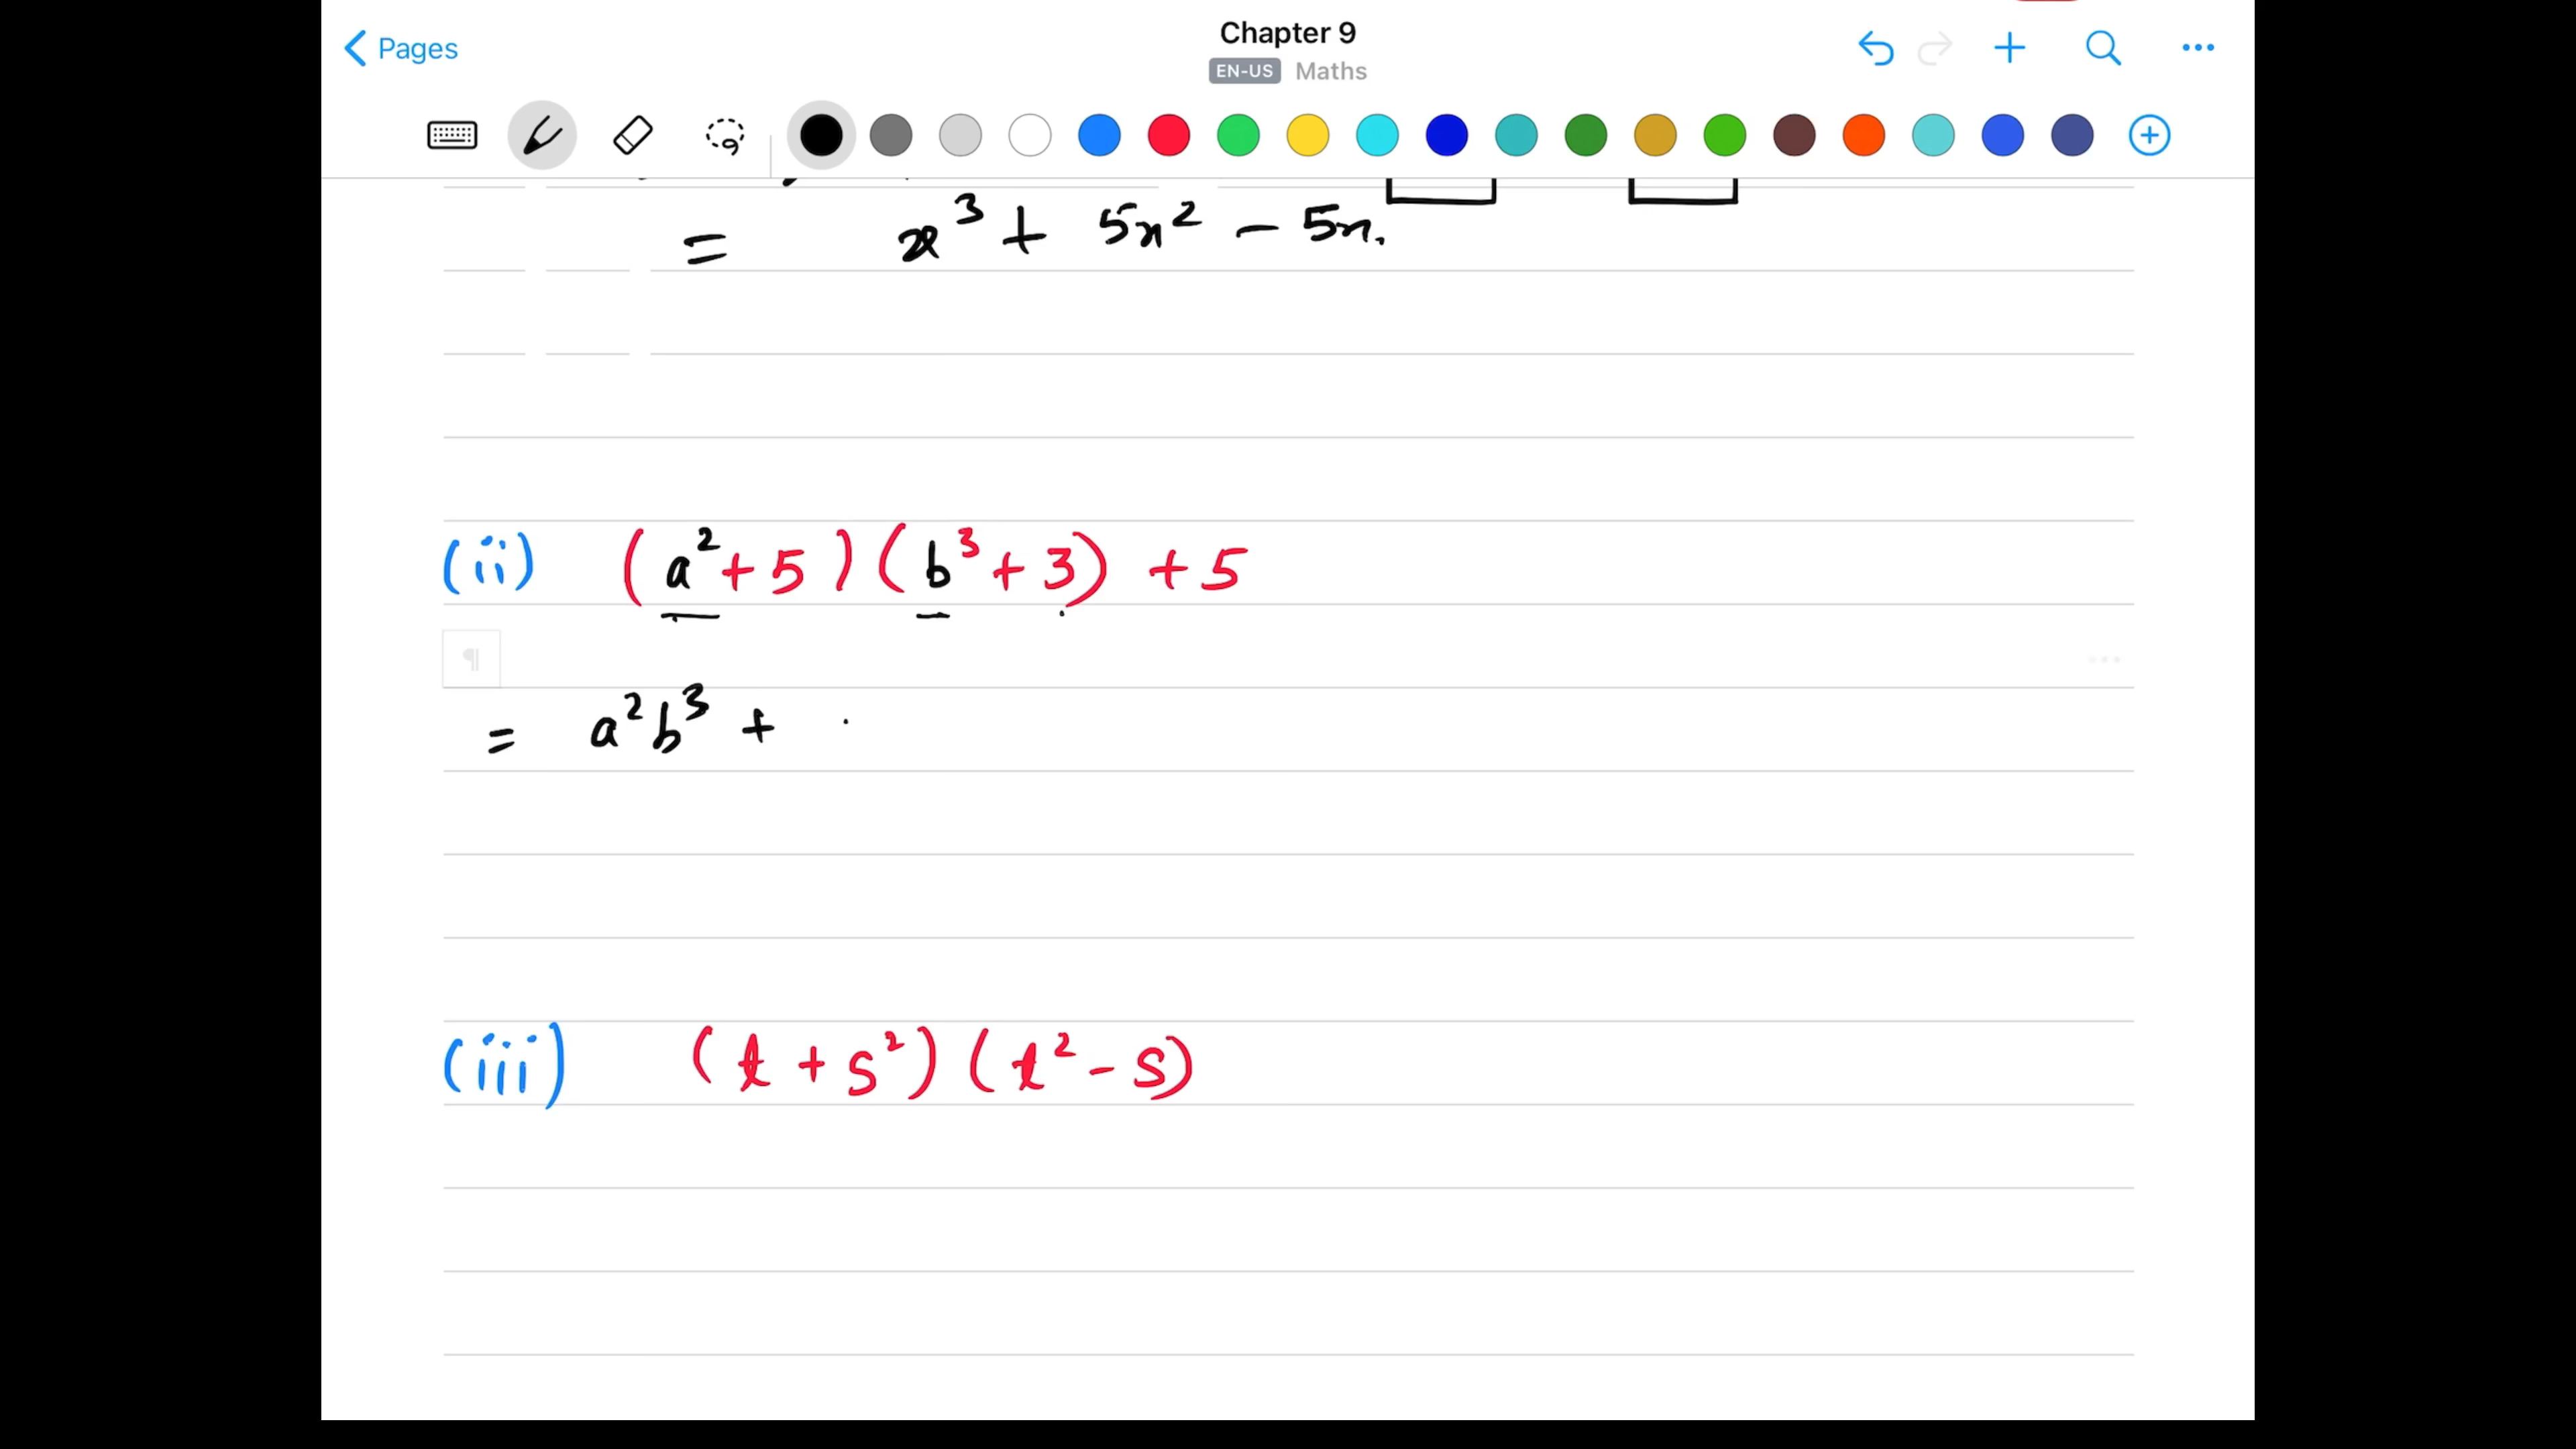 Pages
Chapter 9
EN-US Maths
= x³ + 5x² - 5x.
(ii) (a² + 5) (b³ + 3) + 5
= a²b³ +
(iii) (t + s²) (t² - s)